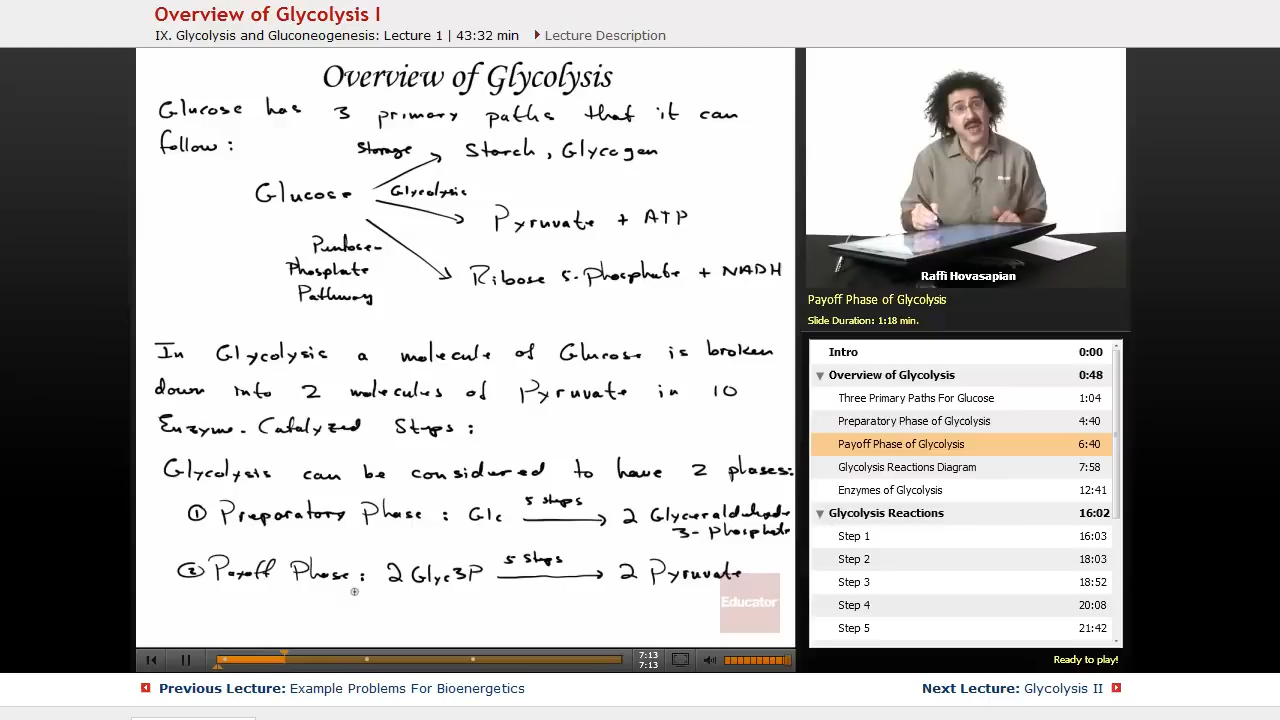 Overview of Glycolysis I
IX. Glycolysis and Gluconeogenesis: Lecture 1 | 43:32 min
Lecture Description
Overview of Glycolysis
Glucose has 3 primary paths that it can
follow:
Storage
Starch, Glycogen
Glucose
Glycolysis
Pyruvate + ATP
Pentose-
Phosphate
Pathway
Ribose 5-Phosphate + NADH
In Glycolysis a molecule of Glucose is broken
down into 2 molecules of Pyruvate in 10
Enzyme-Catalyzed Steps:
Glycolysis can be considered to have 2 phases:
① Preparatory Phase: Glc
5 steps
2 Glyceraldehyde
3-Phosphate
② Payoff Phase: 2 Glyc3P
5 Steps
2 Pyruvate
Educator
7:13
7:13
Raffi Hovasapian
Payoff Phase of Glycolysis
Slide Duration: 1:18 min.
Intro 0:00
Overview of Glycolysis 0:48
Three Primary Paths For Glucose 1:04
Preparatory Phase of Glycolysis 4:40
Payoff Phase of Glycolysis 6:40
Glycolysis Reactions Diagram 7:58
Enzymes of Glycolysis 12:41
Glycolysis Reactions 16:02
Step 1 16:03
Step 2 18:03
Step 3 18:52
Step 4 20:08
Step 5 21:42
Ready to play!
Previous Lecture: Example Problems For Bioenergetics
Next Lecture: Glycolysis II